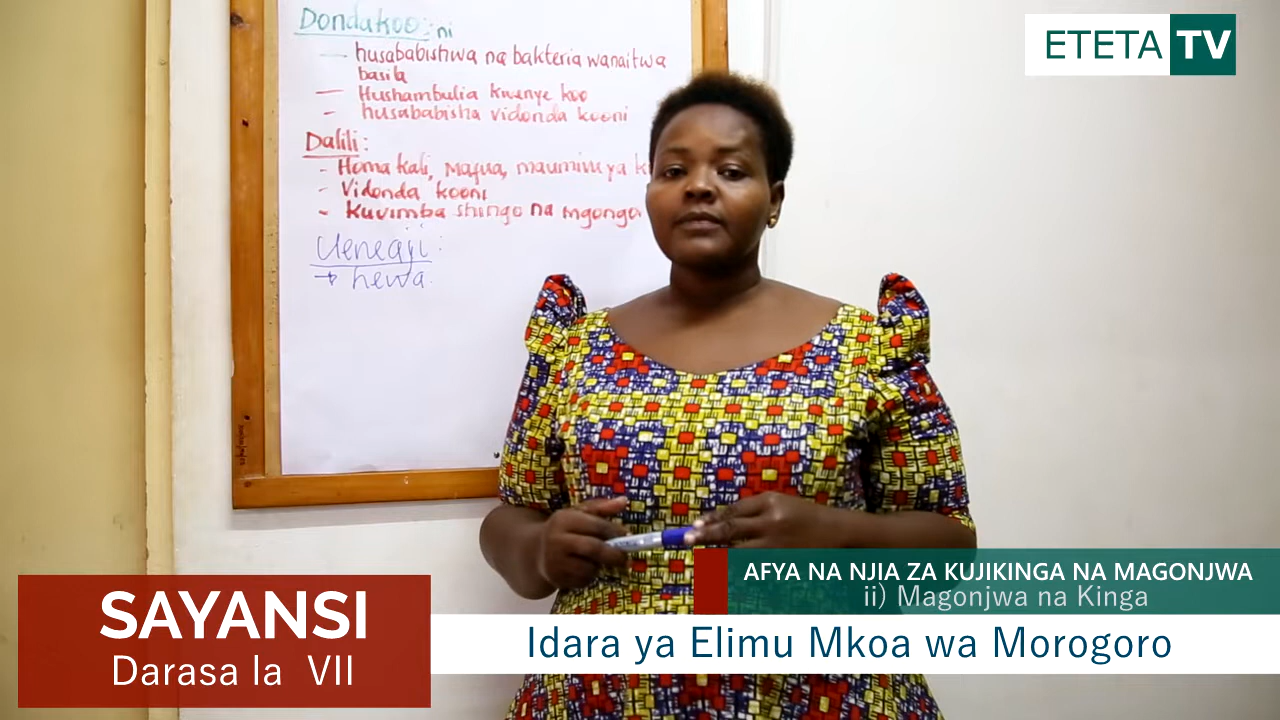 Dondakoo: ni
— husababishwa na bakteria wanaitwa
basila
— Hushambulia kwenye koo
- husababisha vidonda kooni
Dalili:
- Homa kali, mafua, maumivu ya k
- Vidonda kooni
- kuvimba shingo na mgongo.
Ueneaji:
→ hewa.
ETETA TV
AFYA NA NJIA ZA KUJIKINGA NA MAGONJWA
ii) Magonjwa na Kinga
SAYANSI
Darasa la VII
Idara ya Elimu Mkoa wa Morogoro